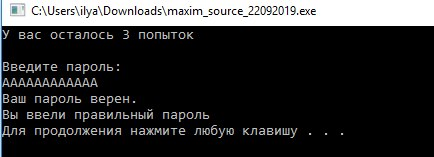 C:\Users\ilya\Downloads\maxim_source_22092019.exe
У вас осталось 3 попыток
Введите пароль:
AAAAAAAAAAAA
Ваш пароль верен.
Вы ввели правильный пароль
Для продолжения нажмите любую клавишу . . .